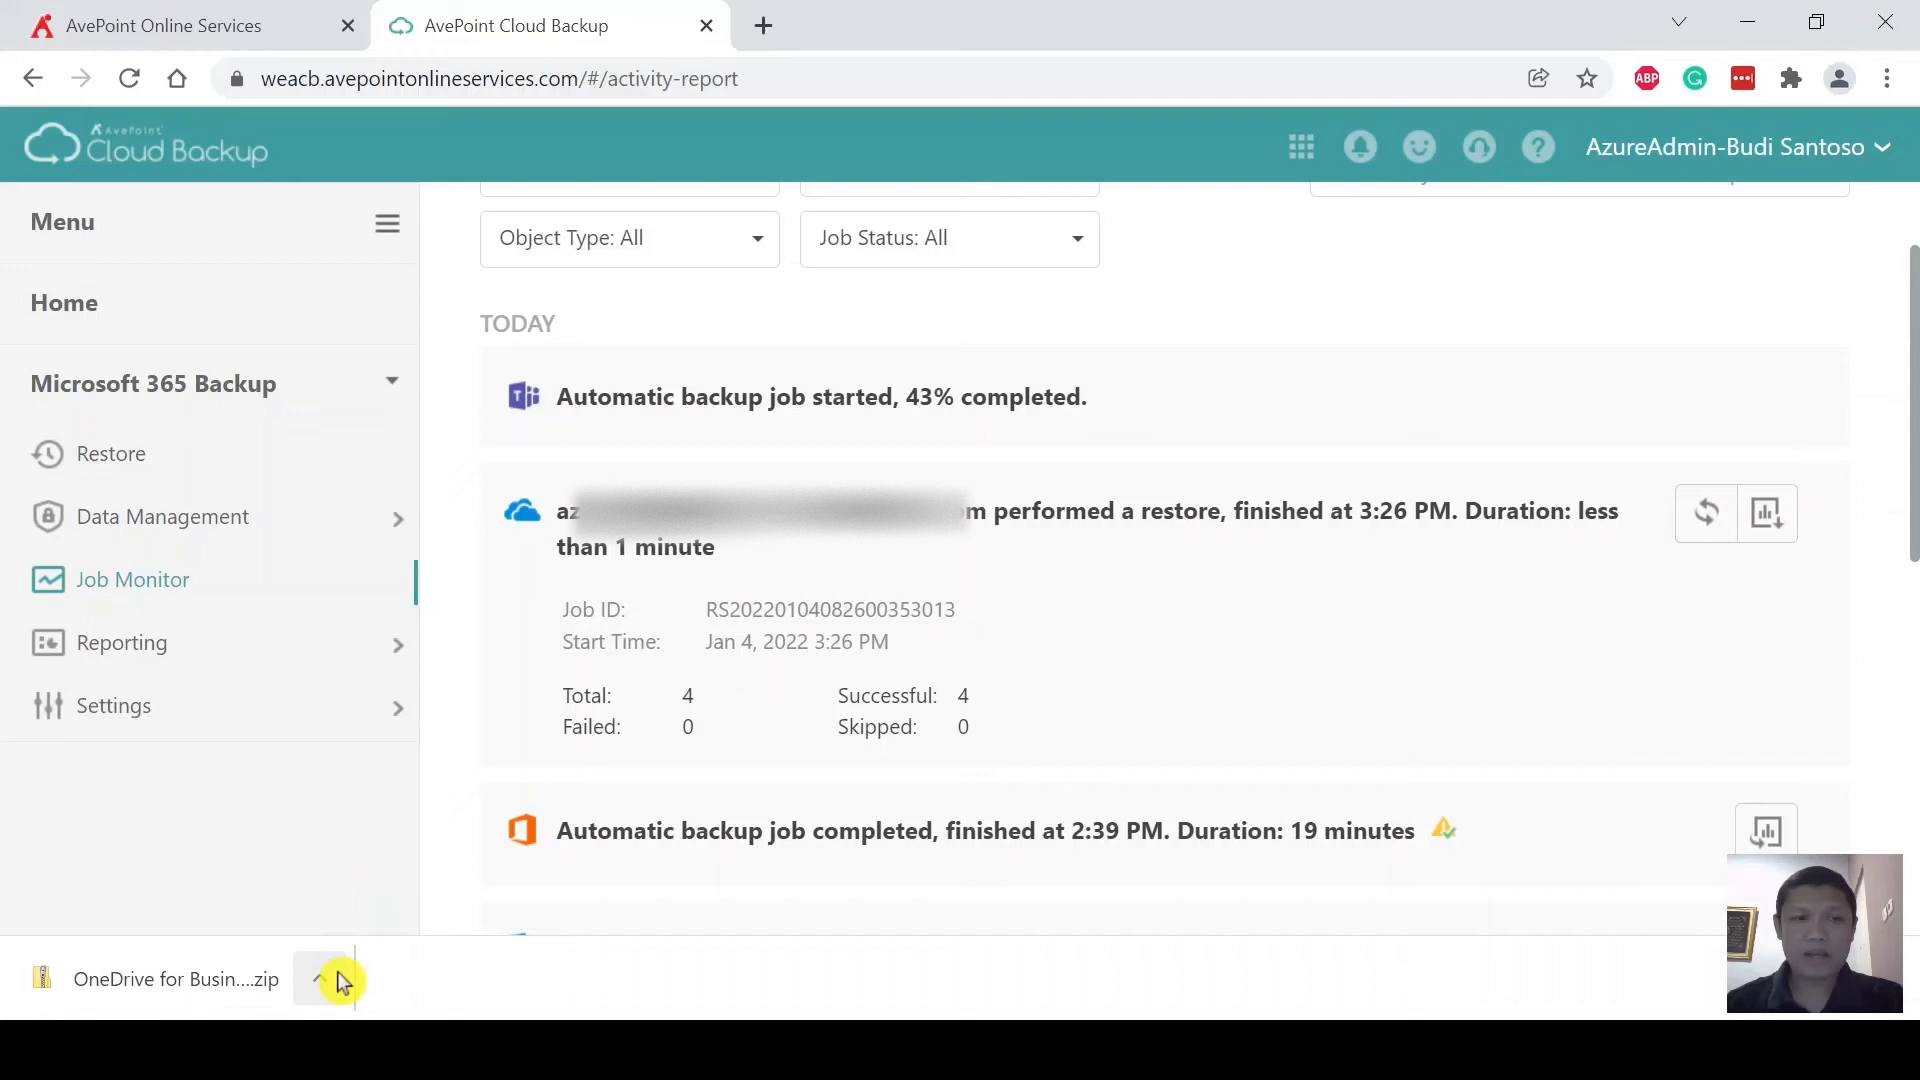 AvePoint Online Services
AvePoint Cloud Backup
weacb.avepointonlineservices.com/#/activity-report
ABP
AvePoint
Cloud Backup
AzureAdmin-Budi Santoso
Menu
Home
Microsoft 365 Backup
Restore
Data Management
Job Monitor
Reporting
Settings
Object Type: All
Job Status: All
TODAY
Automatic backup job started, 43% completed.
az m performed a restore, finished at 3:26 PM. Duration: less
than 1 minute
Job ID: RS20220104082600353013
Start Time: Jan 4, 2022 3:26 PM
Total: 4 Successful: 4
Failed: 0 Skipped: 0
Automatic backup job completed, finished at 2:39 PM. Duration: 19 minutes
OneDrive for Busin....zip